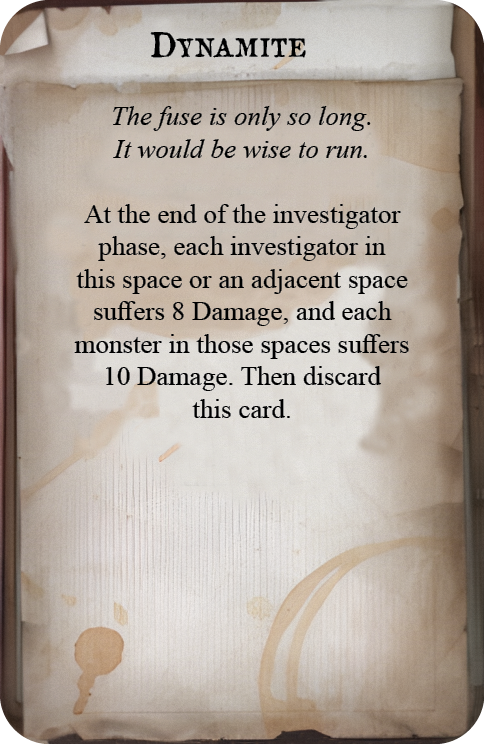 Dynamite
The fuse is only so long.
It would be wise to run.
At the end of the investigator
phase, each investigator in
this space or an adjacent space
suffers 8 Damage, and each
monster in those spaces suffers
10 Damage. Then discard
this card.